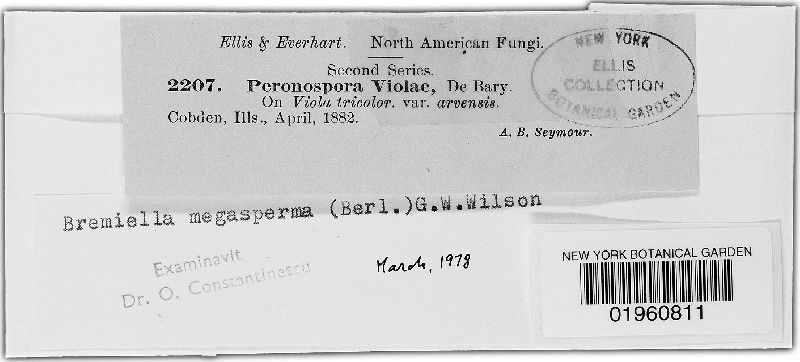 Ellis & Everhart. North American Fungi.
Second Series.
2207. Peronospora Violae, De Bary.
On Viola tricolor. var. arvensis.
Cobden, Ills., April, 1882.
A. B. Seymour.
NEW YORK
ELLIS
COLLECTION
BOTANICAL GARDEN
Bremiella megasperma (Berl.)G.W.Wilson
Examinavit
Dr. O. Constantinescu
March, 1978
NEW YORK BOTANICAL GARDEN
01960811